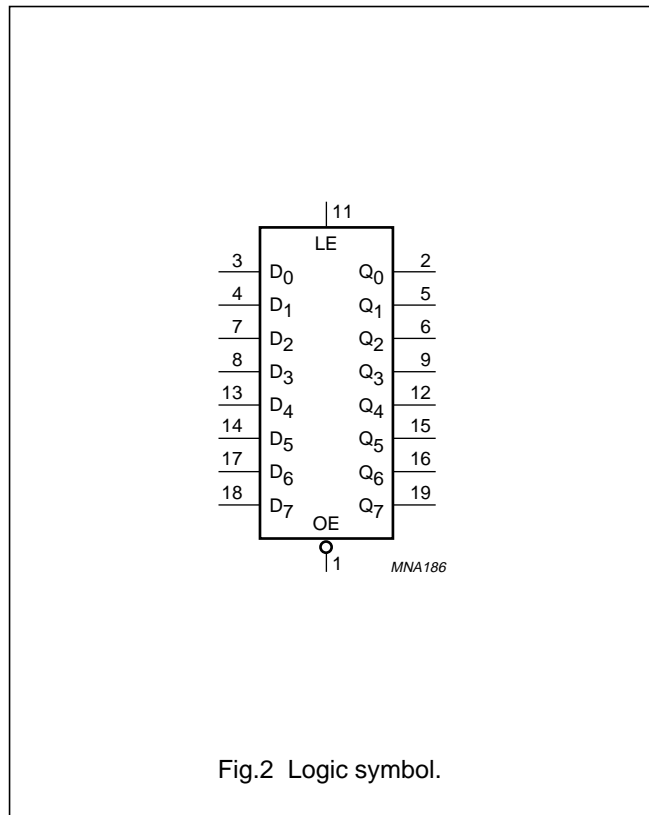 11
LE
3 D0 Q0 2
4 D1 Q1 5
7 D2 Q2 6
8 D3 Q3 9
13 D4 Q4 12
14 D5 Q5 15
17 D6 Q6 16
18 D7 Q7 19
OE
1 MNA186
Fig.2 Logic symbol.